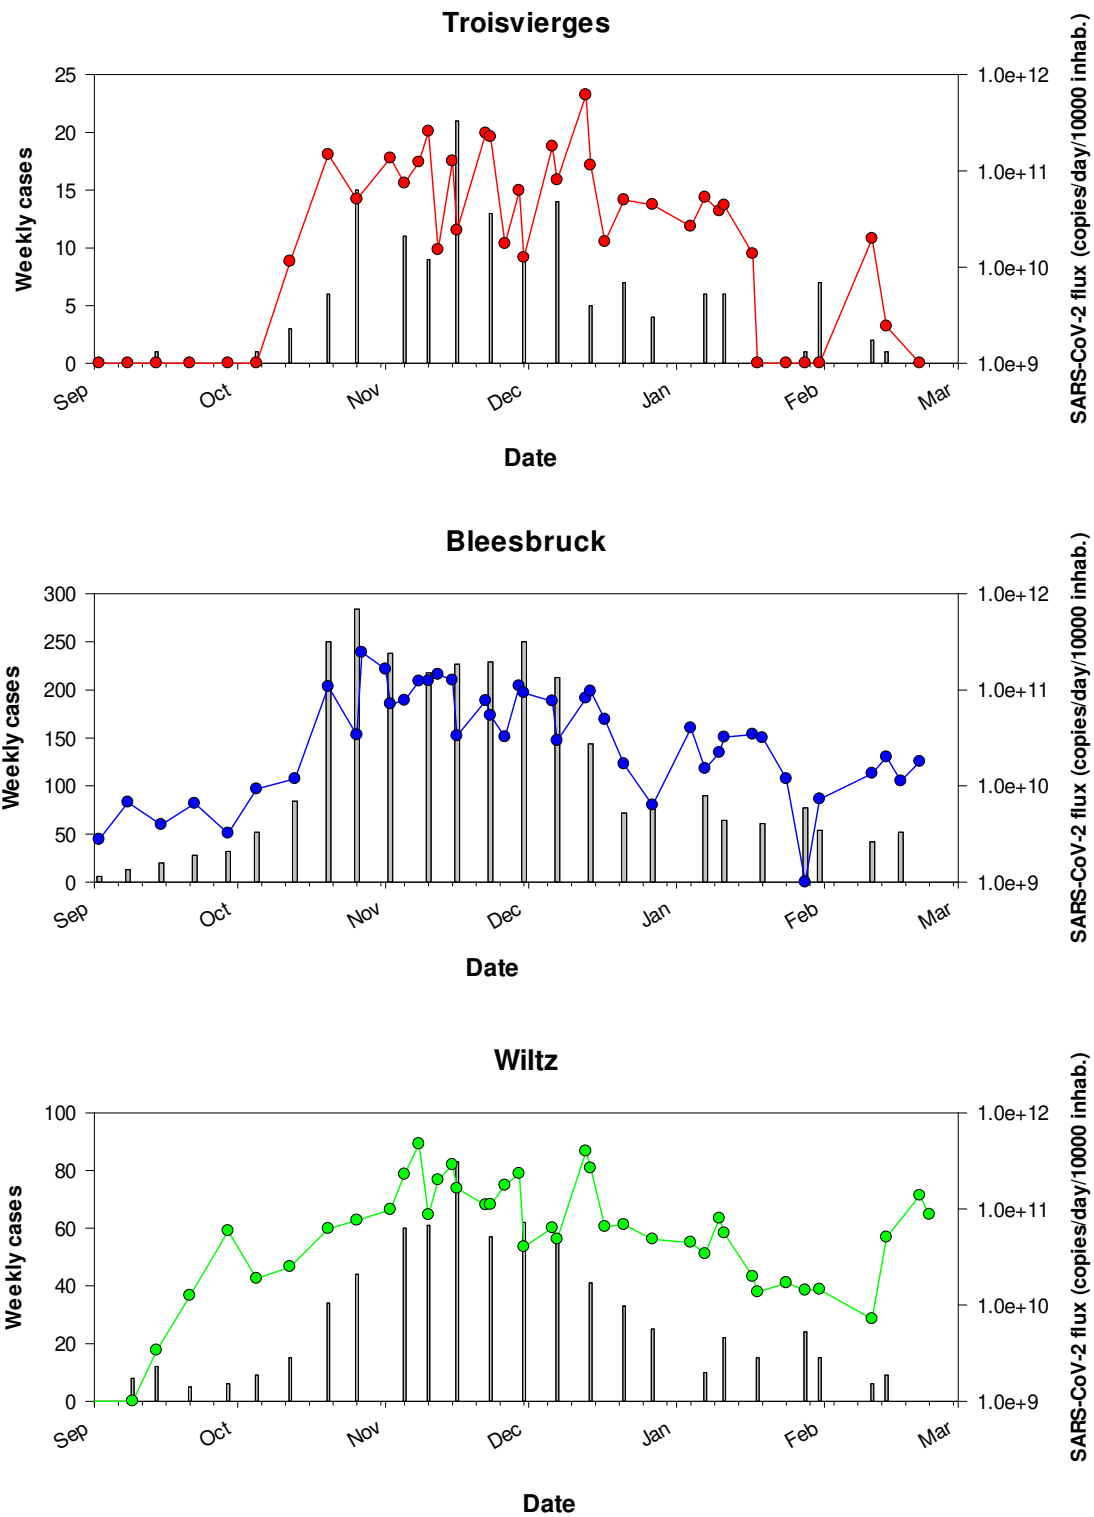 Troisvierges
Weekly cases
25
20
15
10
5
0
1.0e+12
1.0e+11
1.0e+10
1.0e+9
SARS-CoV-2 flux (copies/day/10000 inhab.)
Sep
Oct
Nov
Dec
Jan
Feb
Mar
Date
Bleesbruck
Weekly cases
300
250
200
150
100
50
0
1.0e+12
1.0e+11
1.0e+10
1.0e+9
SARS-CoV-2 flux (copies/day/10000 inhab.)
Sep
Oct
Nov
Dec
Jan
Feb
Mar
Date
Wiltz
Weekly cases
100
80
60
40
20
0
1.0e+12
1.0e+11
1.0e+10
1.0e+9
SARS-CoV-2 flux (copies/day/10000 inhab.)
Sep
Oct
Nov
Dec
Jan
Feb
Mar
Date